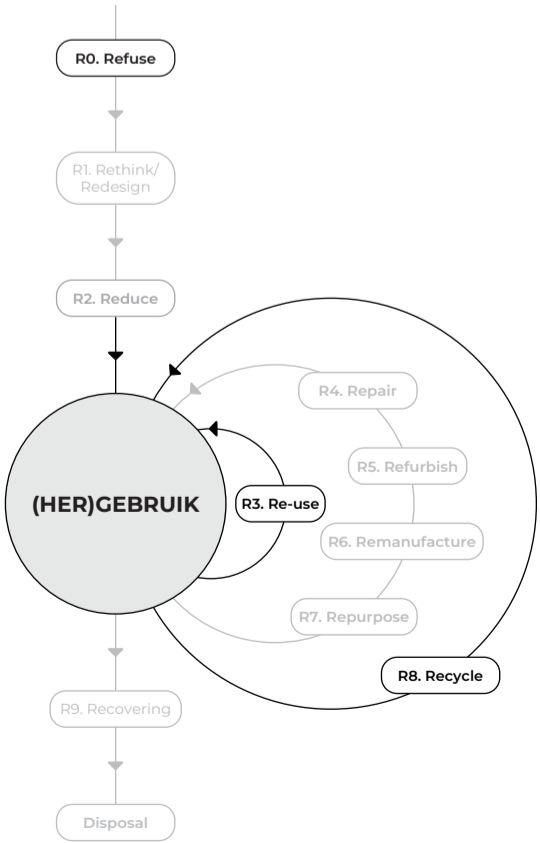 R0. Refuse
R1. Rethink/
Redesign
R2. Reduce
R4. Repair
R5. Refurbish
(HER)GEBRUIK
R3. Re-use
R6. Remanufacture
R7. Repurpose
R8. Recycle
R9. Recovering
Disposal